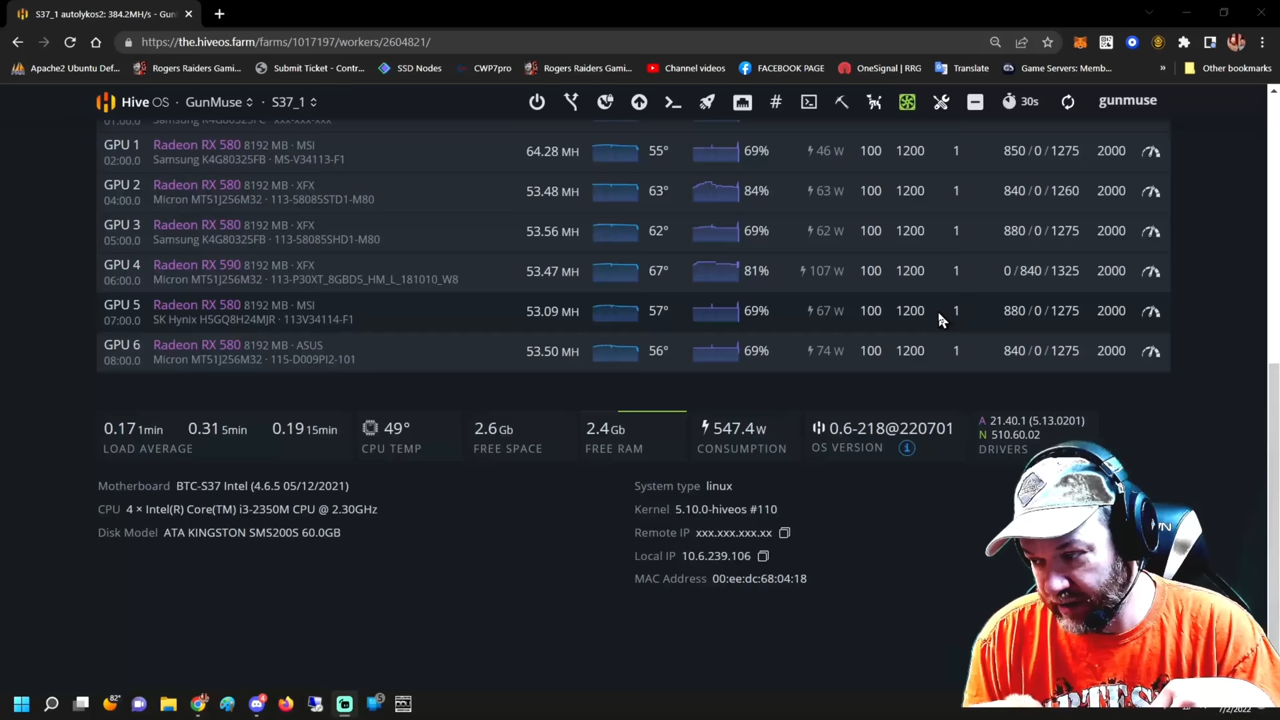 S37_1 autolykos2: 384.2MH/s - Gun
https://the.hiveos.farm/farms/1017197/workers/2604821/
Apache2 Ubuntu Def... Rogers Raiders Gami... Submit Ticket - Contr... SSD Nodes CWP7pro Rogers Raiders Gami... Channel videos FACEBOOK PAGE OneSignal | RRG Translate Game Servers: Memb... » Other bookmarks
Hive OS GunMuse S37_1 30s gunmuse
01:00.0 Samsung K4G80325FC · xxx-xxx-xxx
GPU 1 Radeon RX 580 8192 MB · MSI 64.28 MH 55° 69% 46 W 100 1200 1 850 / 0 / 1275 2000
02:00.0 Samsung K4G80325FB · MS-V34113-F1
GPU 2 Radeon RX 580 8192 MB · XFX 53.48 MH 63° 84% 63 W 100 1200 1 840 / 0 / 1260 2000
04:00.0 Micron MT51J256M32 · 113-58085STD1-M80
GPU 3 Radeon RX 580 8192 MB · XFX 53.56 MH 62° 69% 62 W 100 1200 1 880 / 0 / 1275 2000
05:00.0 Samsung K4G80325FB · 113-58085SHD1-M80
GPU 4 Radeon RX 590 8192 MB · XFX 53.47 MH 67° 81% 107 W 100 1200 1 0 / 840 / 1325 2000
06:00.0 Micron MT51J256M32 · 113-P30XT_8GBD5_HM_L_181010_W8
GPU 5 Radeon RX 580 8192 MB · MSI 53.09 MH 57° 69% 67 W 100 1200 1 880 / 0 / 1275 2000
07:00.0 SK Hynix H5GQ8H24MJR · 113V34114-F1
GPU 6 Radeon RX 580 8192 MB · ASUS 53.50 MH 56° 69% 74 W 100 1200 1 840 / 0 / 1275 2000
08:00.0 Micron MT51J256M32 · 115-D009PI2-101
0.17 1min 0.31 5min 0.19 15min 49° 2.6 Gb 2.4 Gb 547.4 W 0.6-218@220701 A 21.40.1 (5.13.0201)
N 510.60.02
LOAD AVERAGE CPU TEMP FREE SPACE FREE RAM CONSUMPTION OS VERSION DRIVERS
Motherboard BTC-S37 Intel (4.6.5 05/12/2021) System type linux
CPU 4 × Intel(R) Core(TM) i3-2350M CPU @ 2.30GHz Kernel 5.10.0-hiveos #110
Disk Model ATA KINGSTON SMS200S 60.0GB Remote IP xxx.xxx.xxx.xx
Local IP 10.6.239.106
MAC Address 00:ee:dc:68:04:18
82°
7/2/2022